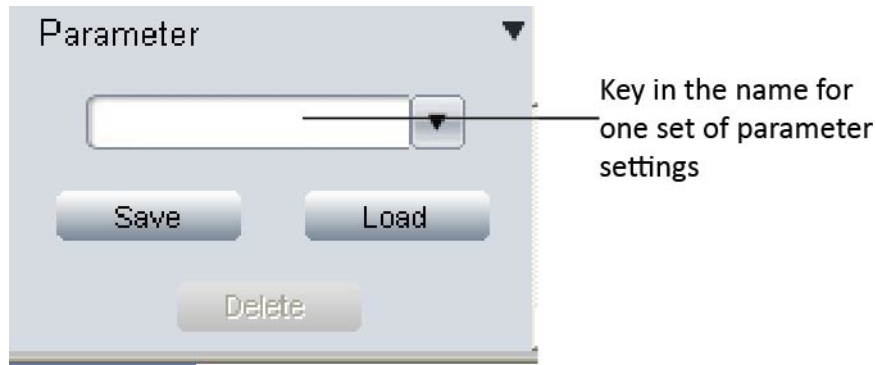 Parameter
Key in the name for
one set of parameter
settings
Save Load
Delete